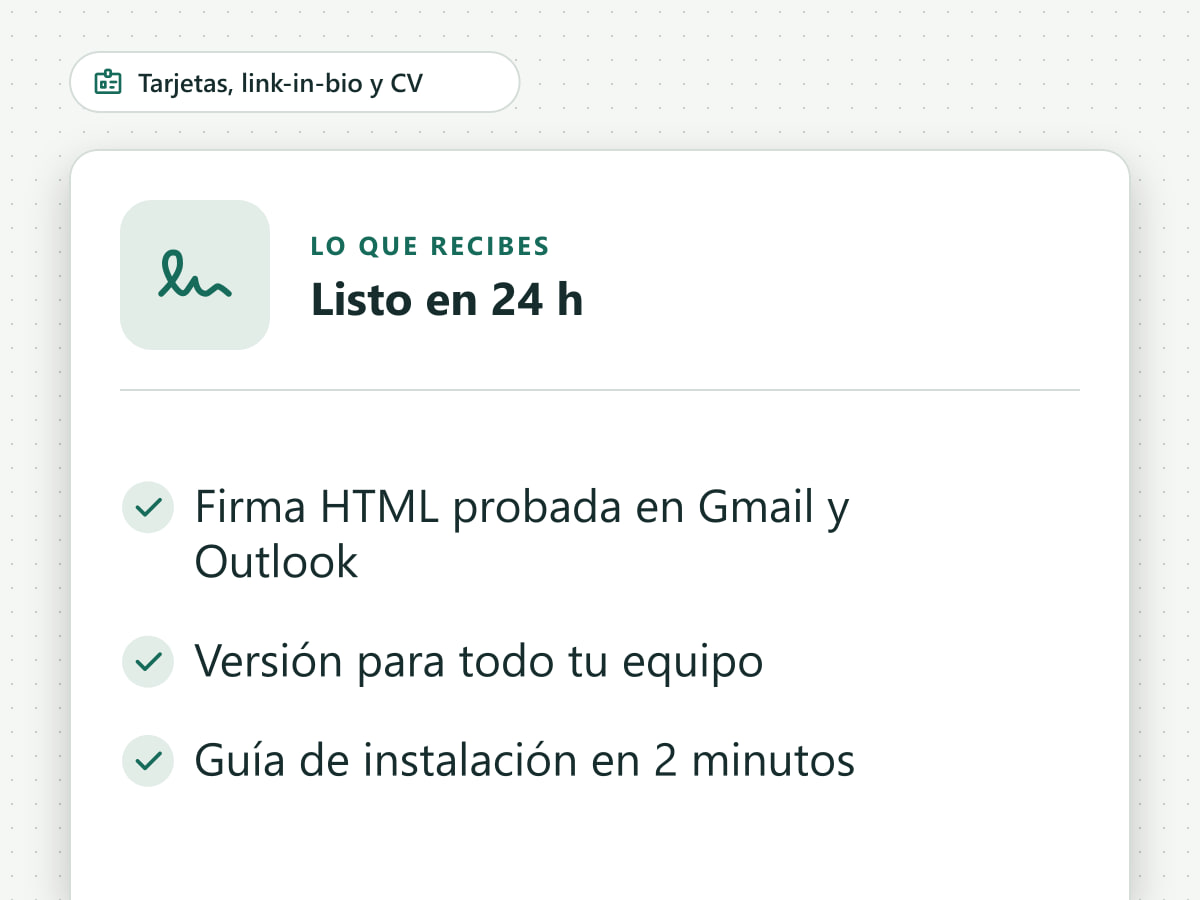 Tarjetas, link-in-bio y CV
LO QUE RECIBES
Listo en 24 h
Firma HTML probada en Gmail y
Outlook
Versión para todo tu equipo
Guía de instalación en 2 minutos